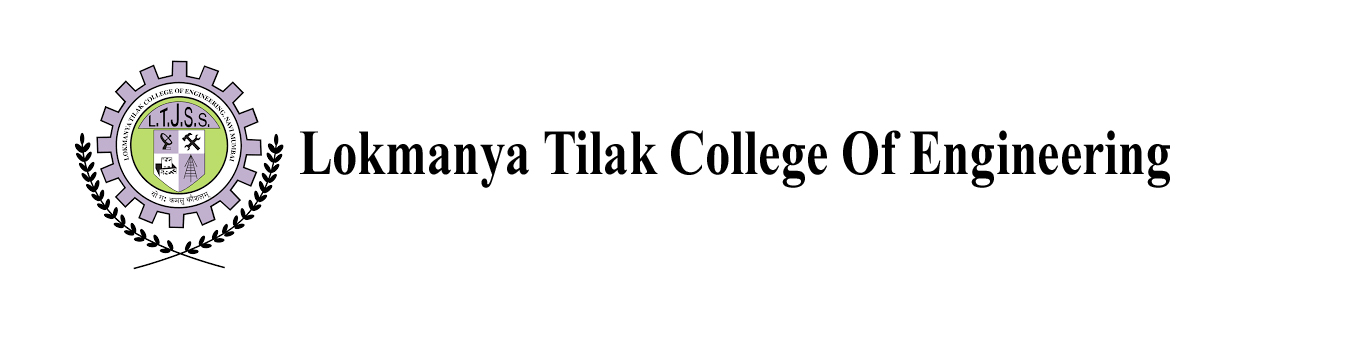 LOKMANYA TILAK COLLEGE OF ENGINEERING, NAVI MUMBAI
L.T.J.S.S.
Lokmanya Tilak College Of Engineering